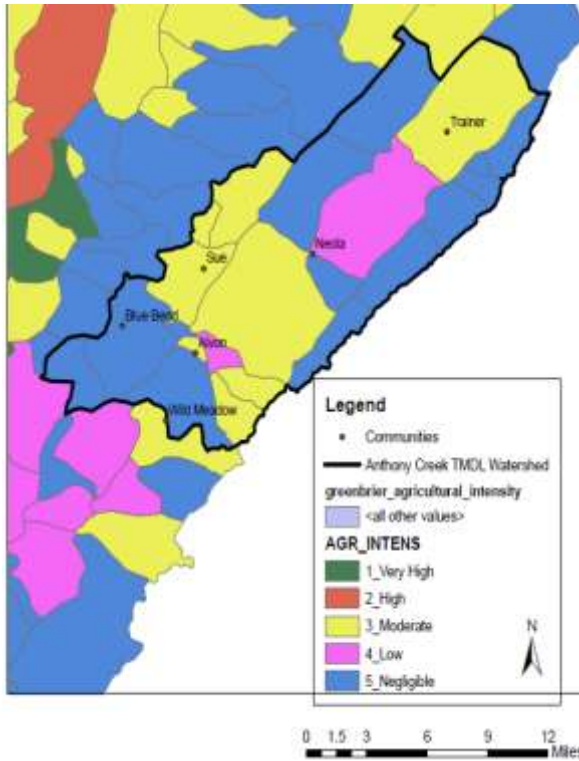 Trainer
Neola
Sue
Blue Bend
Alvon
Wild Meadow
Legend
Communities
Anthony Creek TMDL Watershed
greenbrier_agricultural_intensity
<all other values>
AGR_INTENS
1_Very High
2_High
3_Moderate
4_Low
5_Negligible
N
0 1.5 3 6 9 12
Miles